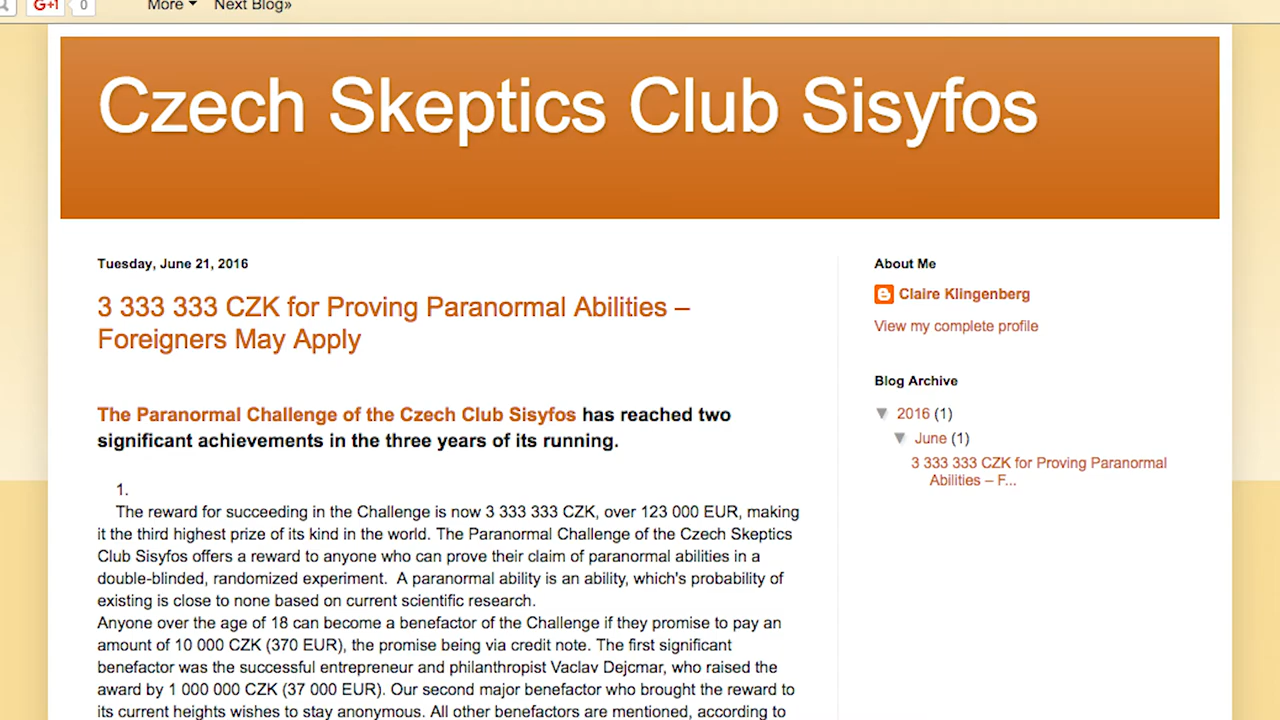 G+1 0 More Next Blog»
Czech Skeptics Club Sisyfos
Tuesday, June 21, 2016
3 333 333 CZK for Proving Paranormal Abilities –
Foreigners May Apply
The Paranormal Challenge of the Czech Club Sisyfos has reached two
significant achievements in the three years of its running.
1.
The reward for succeeding in the Challenge is now 3 333 333 CZK, over 123 000 EUR, making
it the third highest prize of its kind in the world. The Paranormal Challenge of the Czech Skeptics
Club Sisyfos offers a reward to anyone who can prove their claim of paranormal abilities in a
double-blinded, randomized experiment. A paranormal ability is an ability, which's probability of
existing is close to none based on current scientific research.
Anyone over the age of 18 can become a benefactor of the Challenge if they promise to pay an
amount of 10 000 CZK (370 EUR), the promise being via credit note. The first significant
benefactor was the successful entrepreneur and philanthropist Vaclav Dejcmar, who raised the
award by 1 000 000 CZK (37 000 EUR). Our second major benefactor who brought the reward to
its current heights wishes to stay anonymous. All other benefactors are mentioned, according to
About Me
Claire Klingenberg
View my complete profile
Blog Archive
▼ 2016 (1)
▼ June (1)
3 333 333 CZK for Proving Paranormal
Abilities – F...